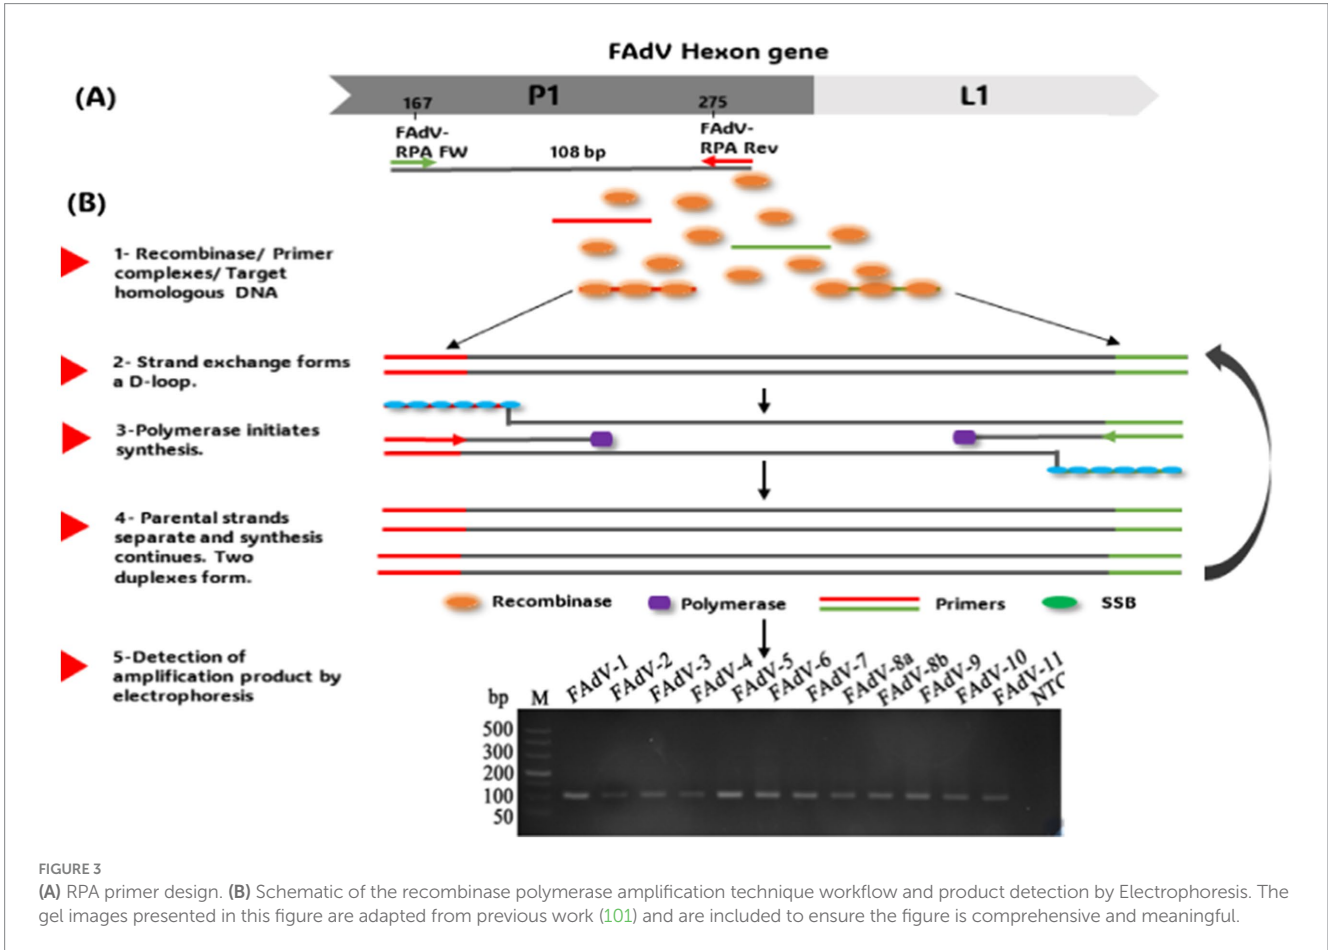 FAdV Hexon gene
(A)
P1
L1
167
275
FAdV-
RPA FW
108 bp
FAdV-
RPA Rev
(B)
1- Recombinase/ Primer
complexes/ Target
homologous DNA
2- Strand exchange forms
a D-loop.
3-Polymerase initiates
synthesis.
4- Parental strands
separate and synthesis
continues. Two
duplexes form.
Recombinase
Polymerase
Primers
SSB
5-Detection of
amplification product by
electrophoresis
bp
M
FAdV-1
FAdV-2
FAdV-3
FAdV-4
FAdV-5
FAdV-6
FAdV-7
FAdV-8a
FAdV-8b
FAdV-9
FAdV-10
FAdV-11
NTC
500
300
200
100
50
FIGURE 3
(A) RPA primer design. (B) Schematic of the recombinase polymerase amplification technique workflow and product detection by Electrophoresis. The
gel images presented in this figure are adapted from previous work (101) and are included to ensure the figure is comprehensive and meaningful.